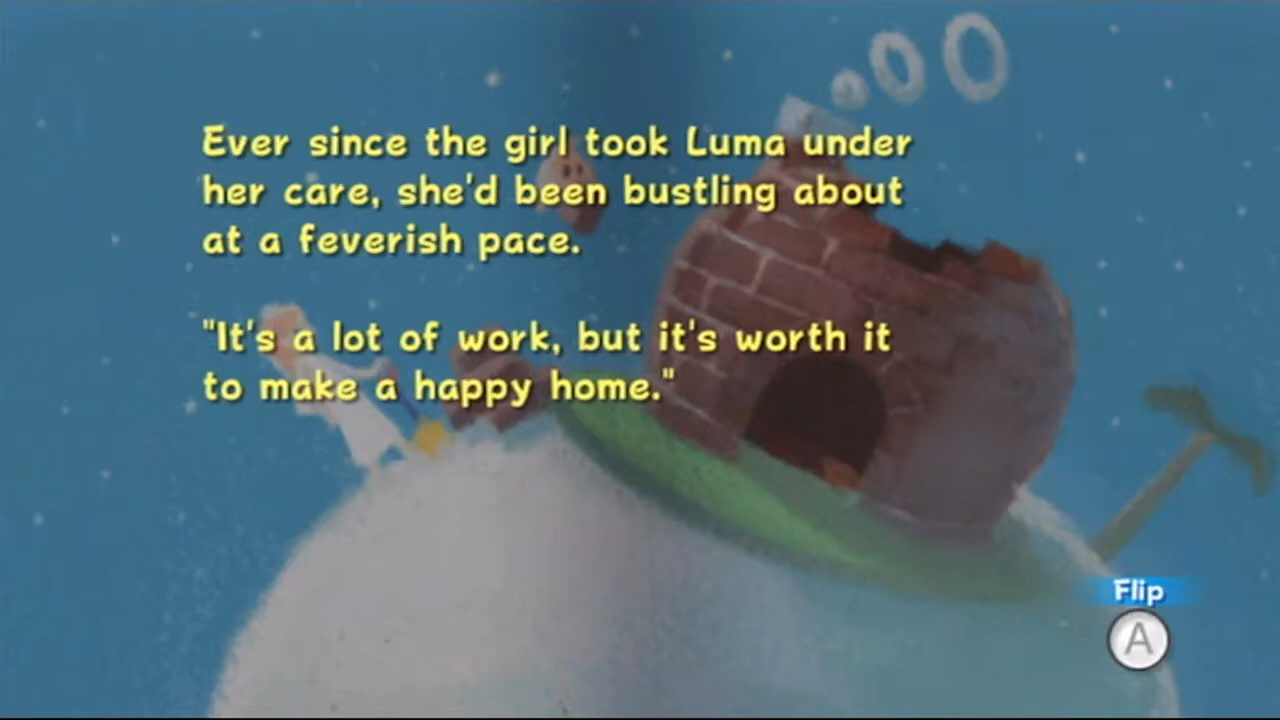 Ever since the girl took Luma under
her care, she'd been bustling about
at a feverish pace.
"It's a lot of work, but it's worth it
to make a happy home."
Flip
A